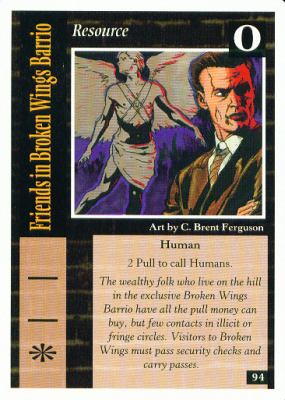 Friends in Broken Wings Barrio
Resource
0
Art by C. Brent Ferguson
Human
2 Pull to call Humans.
The wealthy folk who live on the hill
in the exclusive Broken Wings
Barrio have all the pull money can
buy, but few contacts in illicit or
fringe circles. Visitors to Broken
Wings must pass security checks and
carry passes.
94